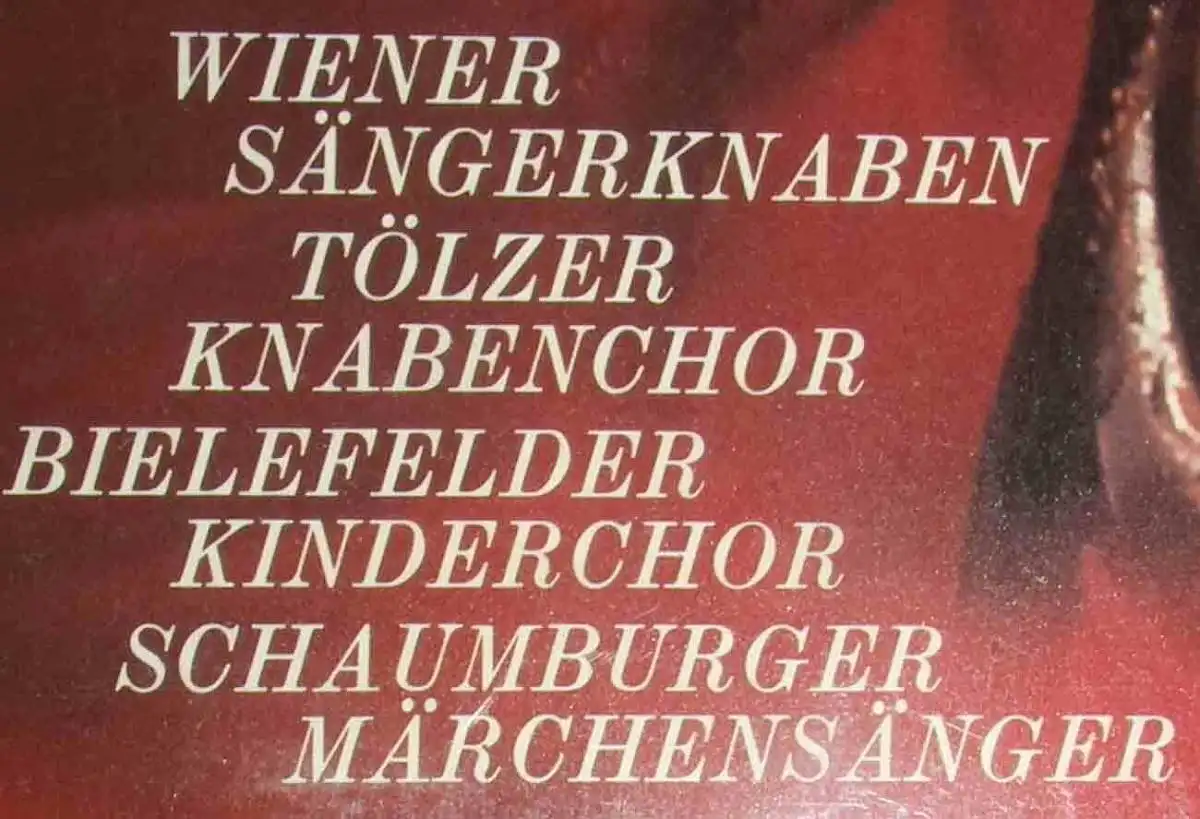 WIENER
SÄNGERKNABEN
TÖLZER
KNABENCHOR
BIELEFELDER
KINDERCHOR
SCHAUMBURGER
MÄRCHENSÄNGER